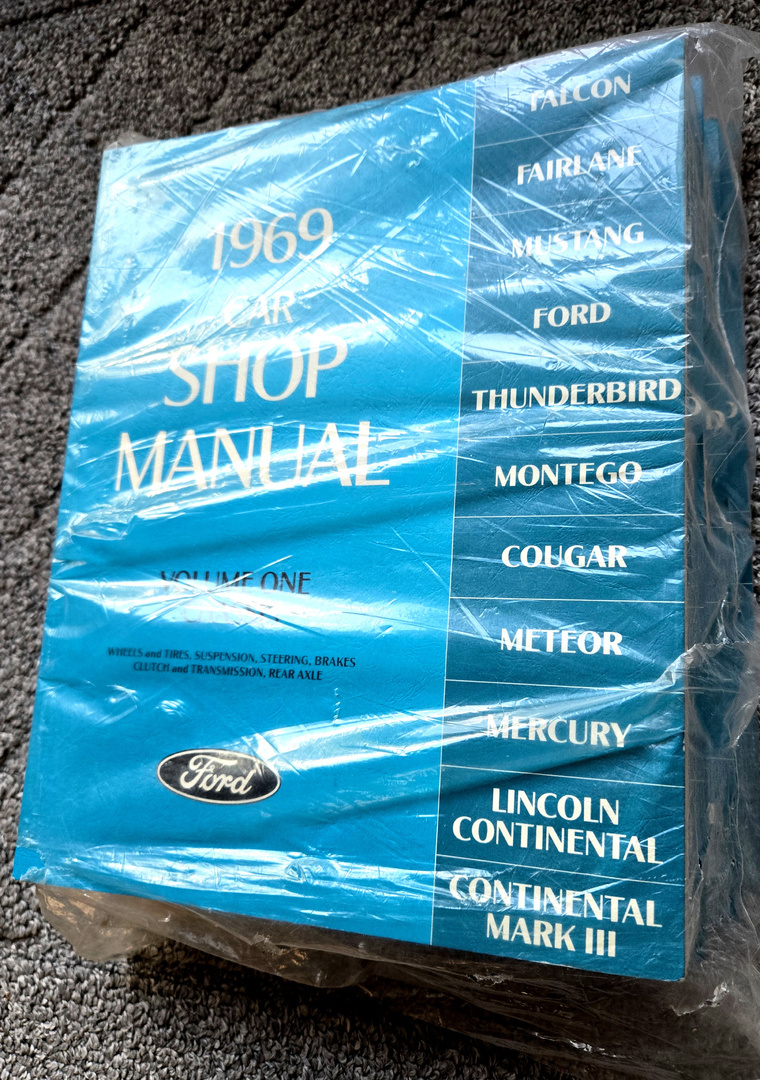 1969
CAR
SHOP
MANUAL
VOLUME ONE
WHEELS and TIRES, SUSPENSION, STEERING, BRAKES
CLUTCH and TRANSMISSION, REAR AXLE
Ford
FALCON
FAIRLANE
MUSTANG
FORD
THUNDERBIRD
MONTEGO
COUGAR
METEOR
MERCURY
LINCOLN
CONTINENTAL
CONTINENTAL
MARK III